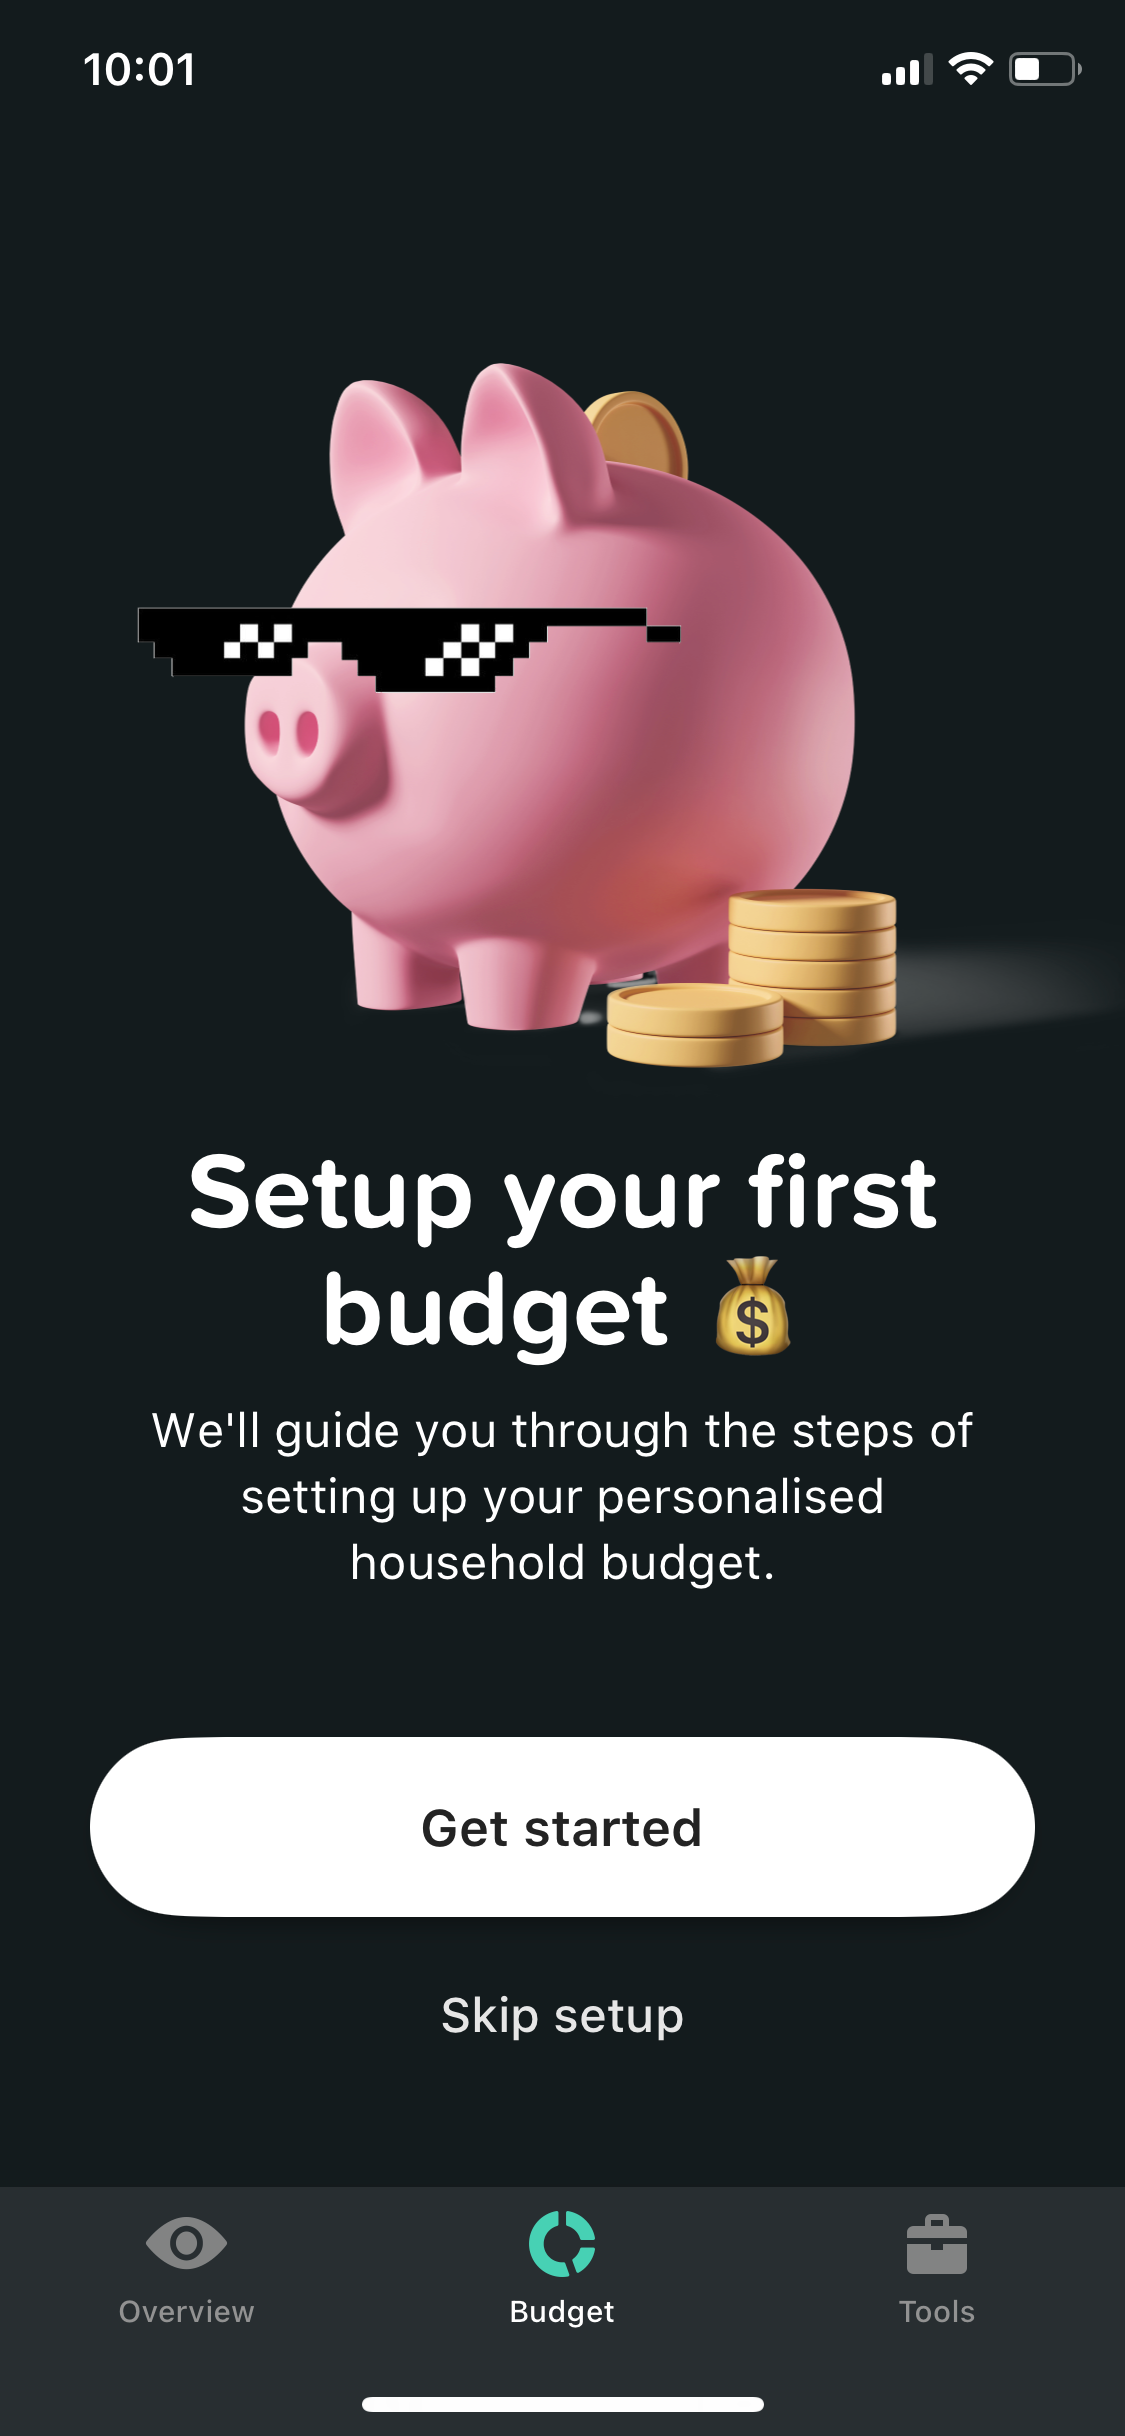 10:01
Setup your first
budget 💰
We'll guide you through the steps of
setting up your personalised
household budget.
Get started
Skip setup
Overview
Budget
Tools